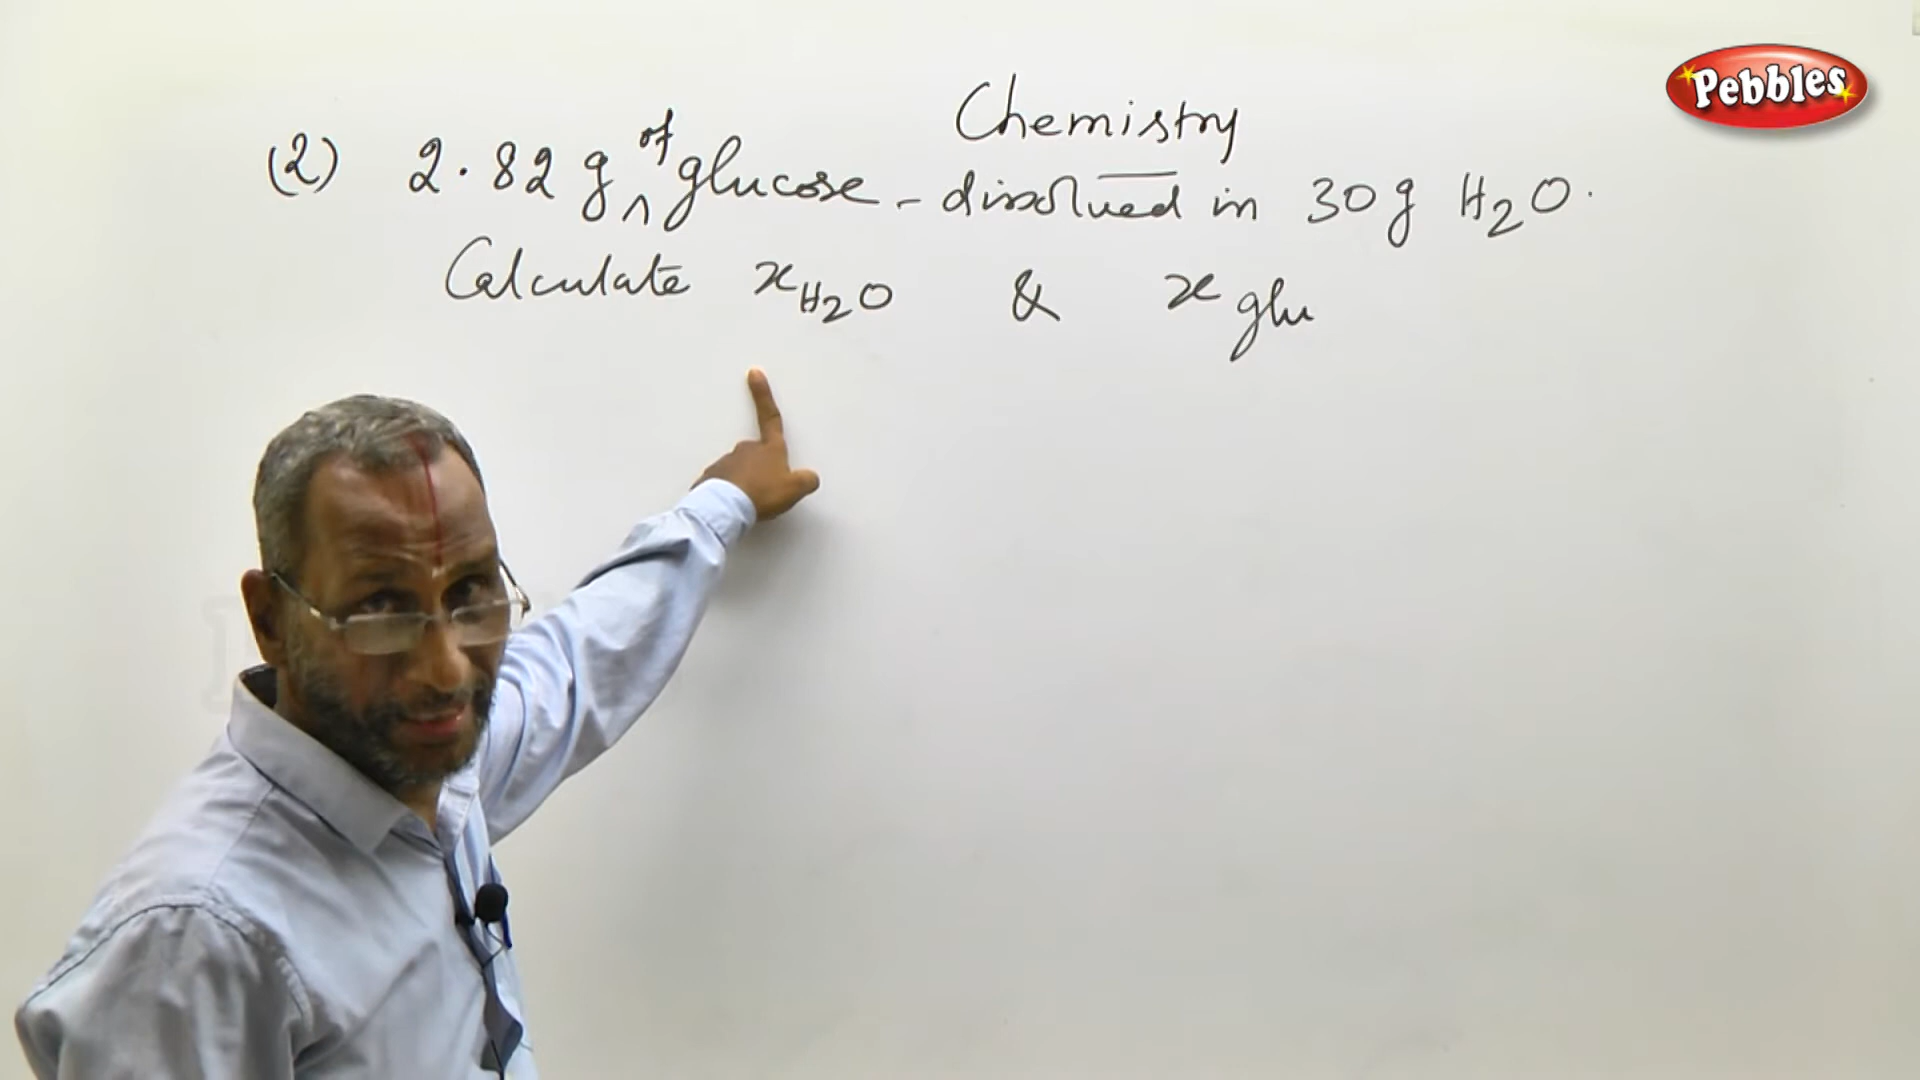 Pebbles
Chemistry
(2) 2.82 g of glucose - dissolved in 30g H2O.
Calculate x H2O & x glu